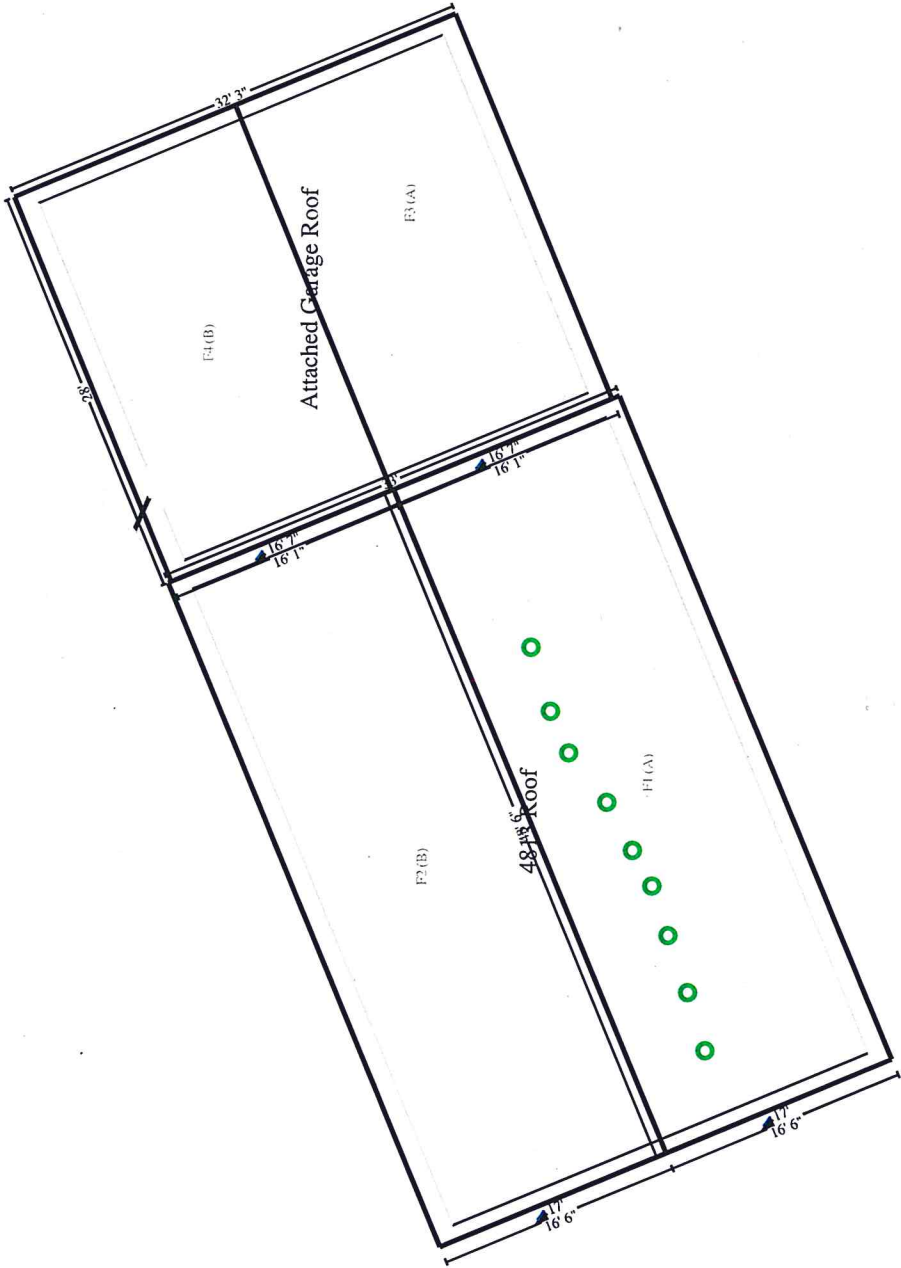 32' 3"
Attached Garage Roof
F3 (A)
F4 (B)
28'
33'
16' 7"
16' 1"
16' 7"
16' 1"
F1 (A)
Roof
F2 (B)
17'
16' 6"
17'
16' 6"